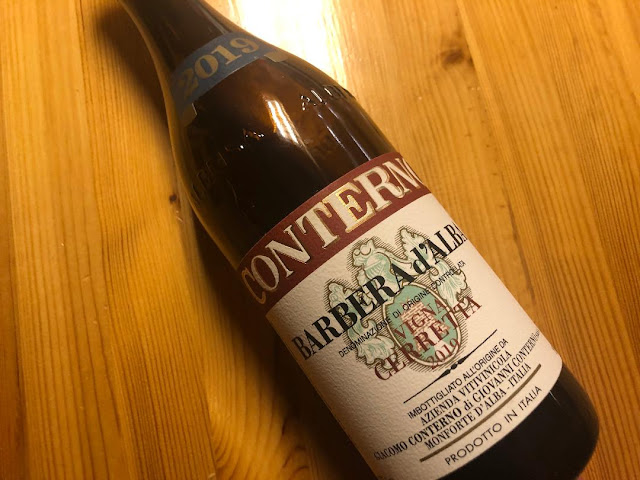 2019
CONTERNO
BARBERA d'ALBA
DENOMINAZIONE DI ORIGINE CONTROLLATA
VIGNA
CERRETTA
2019
IMBOTTIGLIATO ALL'ORIGINE DA
AZIENDA VITIVINICOLA
GIACOMO CONTERNO di GIOVANNI CONTERNO
MONFORTE D'ALBA - ITALIA
PRODOTTO IN ITALIA